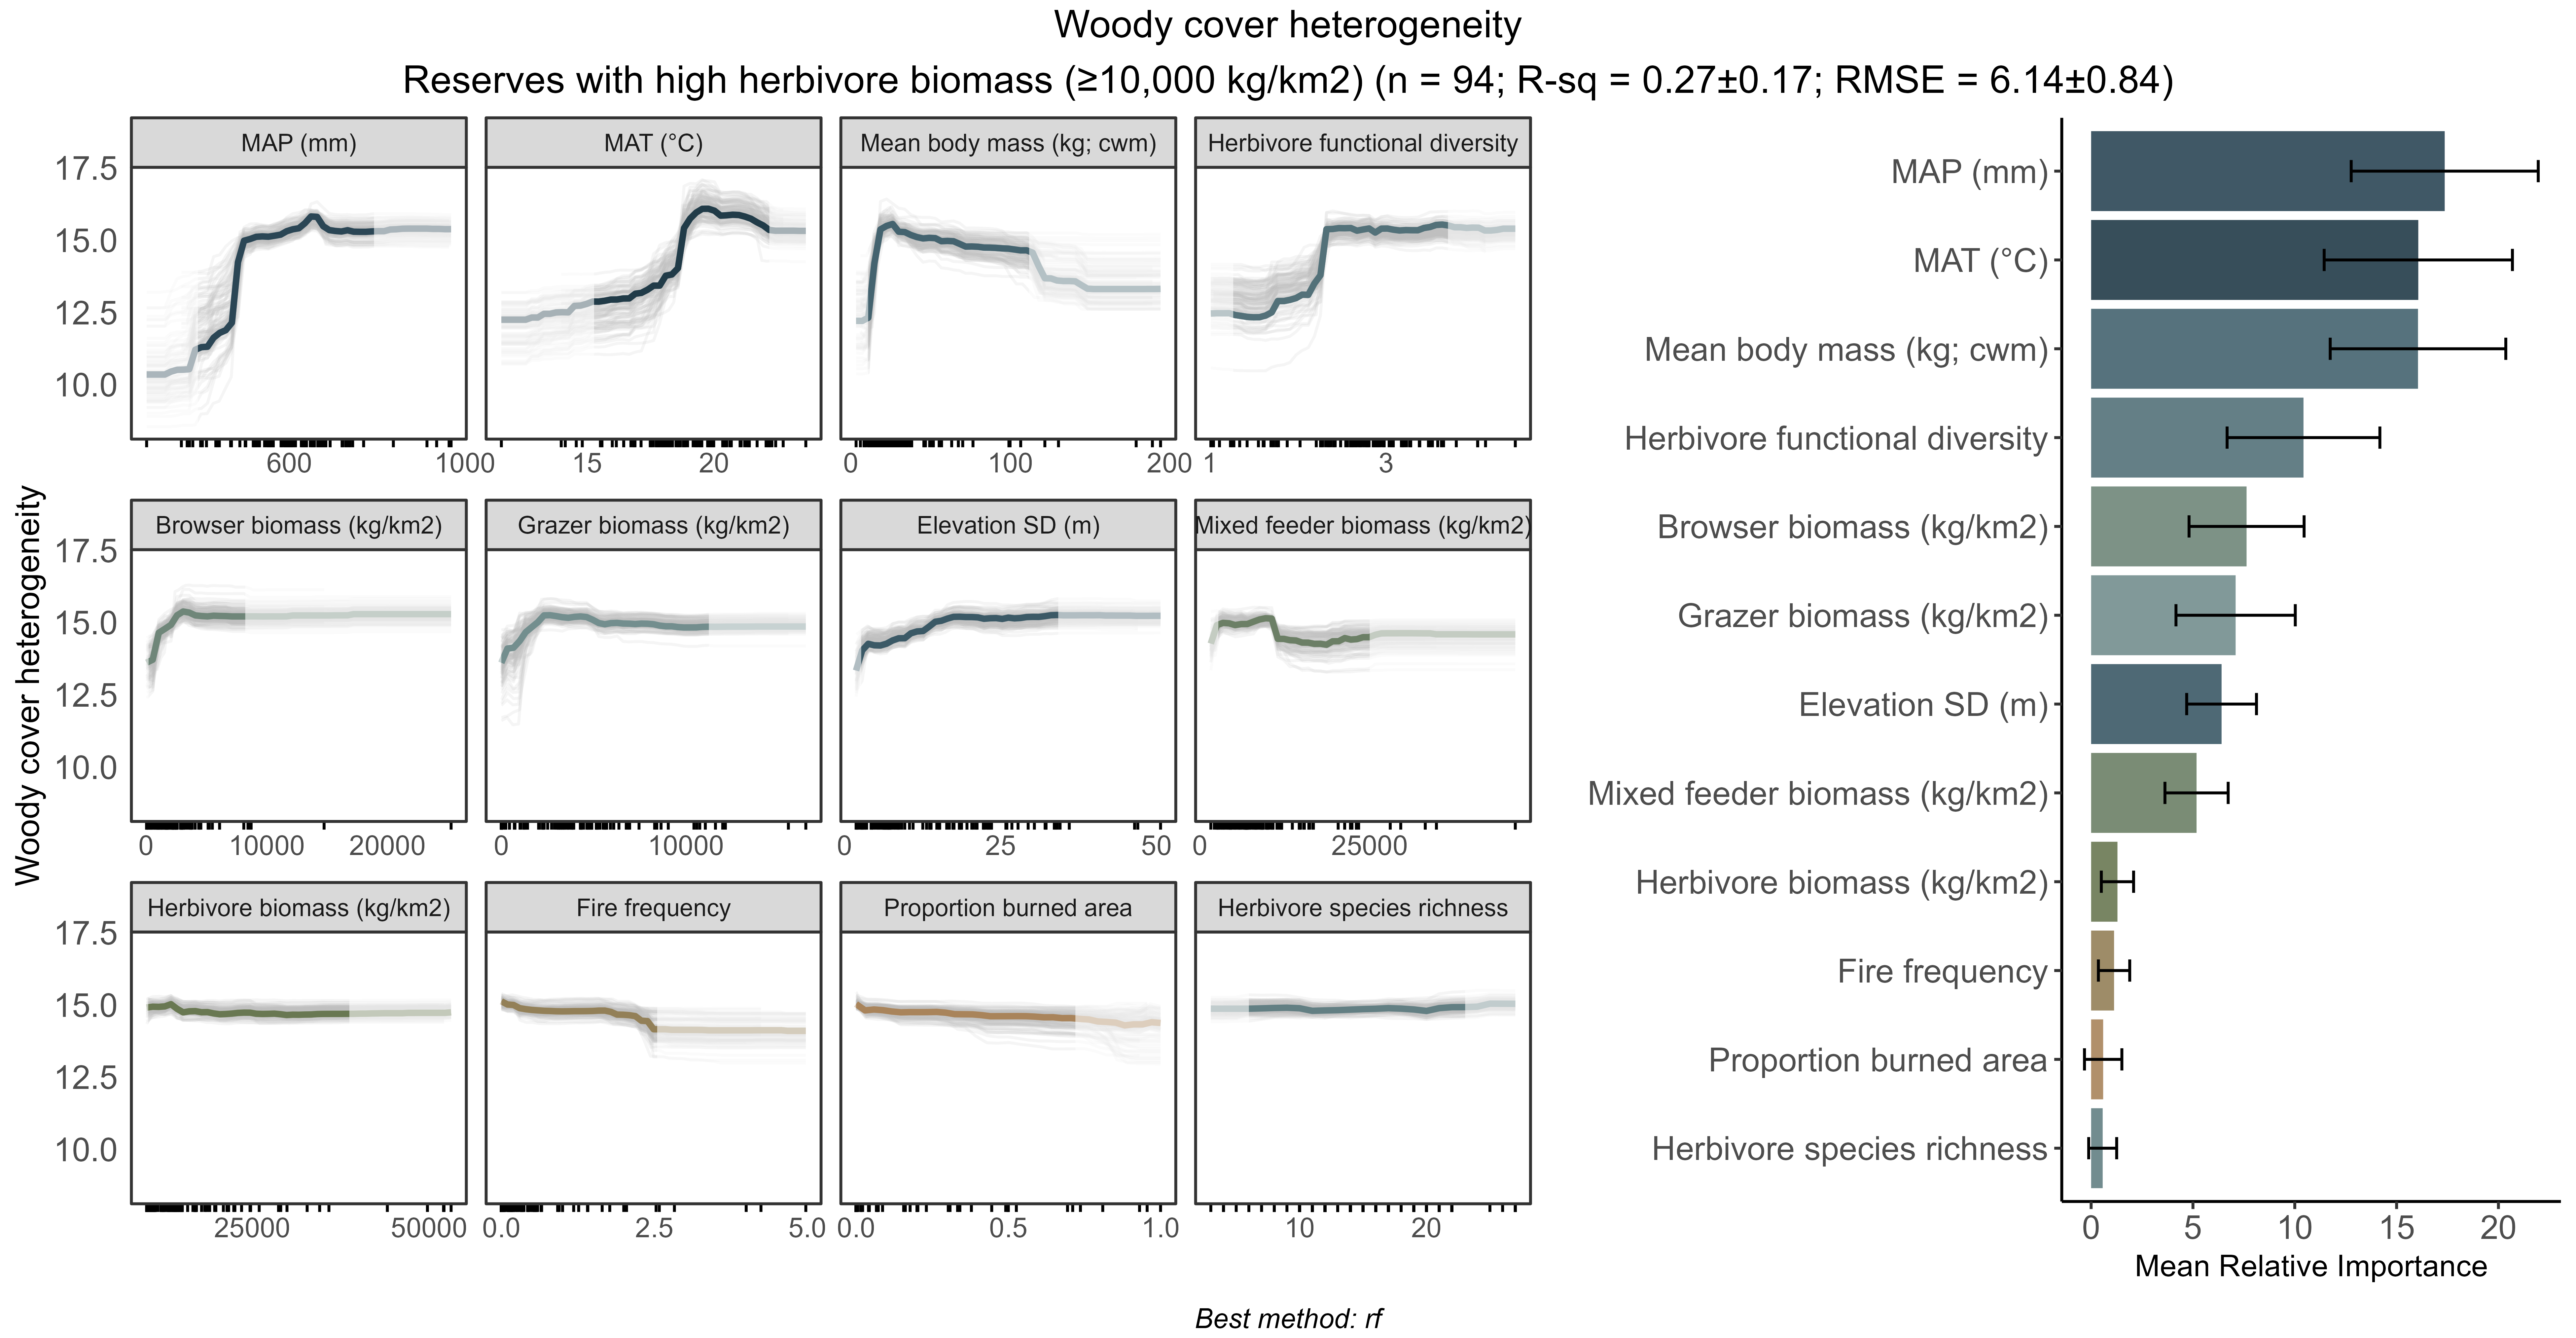 Woody cover heterogeneity
Reserves with high herbivore biomass (≥10,000 kg/km2) (n = 94; R-sq = 0.27±0.17; RMSE = 6.14±0.84)
MAP (mm) MAT (°C) Mean body mass (kg; cwm) Herbivore functional diversity
17.5
15.0
12.5
10.0
600 1000 15 20 0 100 200 1 3
Browser biomass (kg/km2) Grazer biomass (kg/km2) Elevation SD (m) Mixed feeder biomass (kg/km2)
17.5
15.0
12.5
10.0
0 10000 20000 0 10000 0 25 50 0 25000
Herbivore biomass (kg/km2) Fire frequency Proportion burned area Herbivore species richness
17.5
15.0
12.5
10.0
25000 50000 0.0 2.5 5.0 0.0 0.5 1.0 10 20
Woody cover heterogeneity
MAP (mm)
MAT (°C)
Mean body mass (kg; cwm)
Herbivore functional diversity
Browser biomass (kg/km2)
Grazer biomass (kg/km2)
Elevation SD (m)
Mixed feeder biomass (kg/km2)
Herbivore biomass (kg/km2)
Fire frequency
Proportion burned area
Herbivore species richness
0 5 10 15 20
Mean Relative Importance
Best method: rf